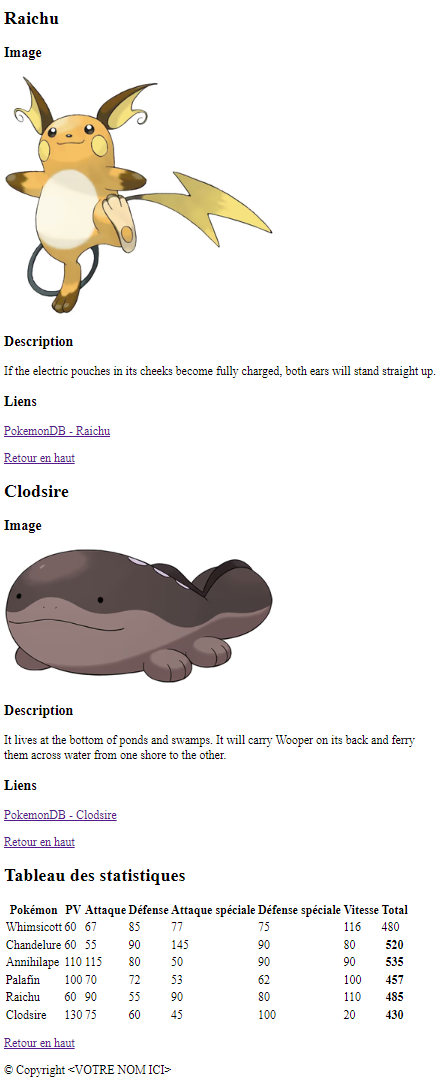 Raichu
Image
Description
If the electric pouches in its cheeks become fully charged, both ears will stand straight up.
Liens
PokemonDB - Raichu
Retour en haut
Clodsire
Image
Description
It lives at the bottom of ponds and swamps. It will carry Wooper on its back and ferry
them across water from one shore to the other.
Liens
PokemonDB - Clodsire
Retour en haut
Tableau des statistiques
Pokémon PV Attaque Défense Attaque spéciale Défense spéciale Vitesse Total
Whimsicott 60 67 85 77 75 116 480
Chandelure 60 55 90 145 90 80 520
Annihilape 110 115 80 50 90 90 535
Palafin 100 70 72 53 62 100 457
Raichu 60 90 55 90 80 110 485
Clodsire 130 75 60 45 100 20 430
Retour en haut
© Copyright <VOTRE NOM ICI>